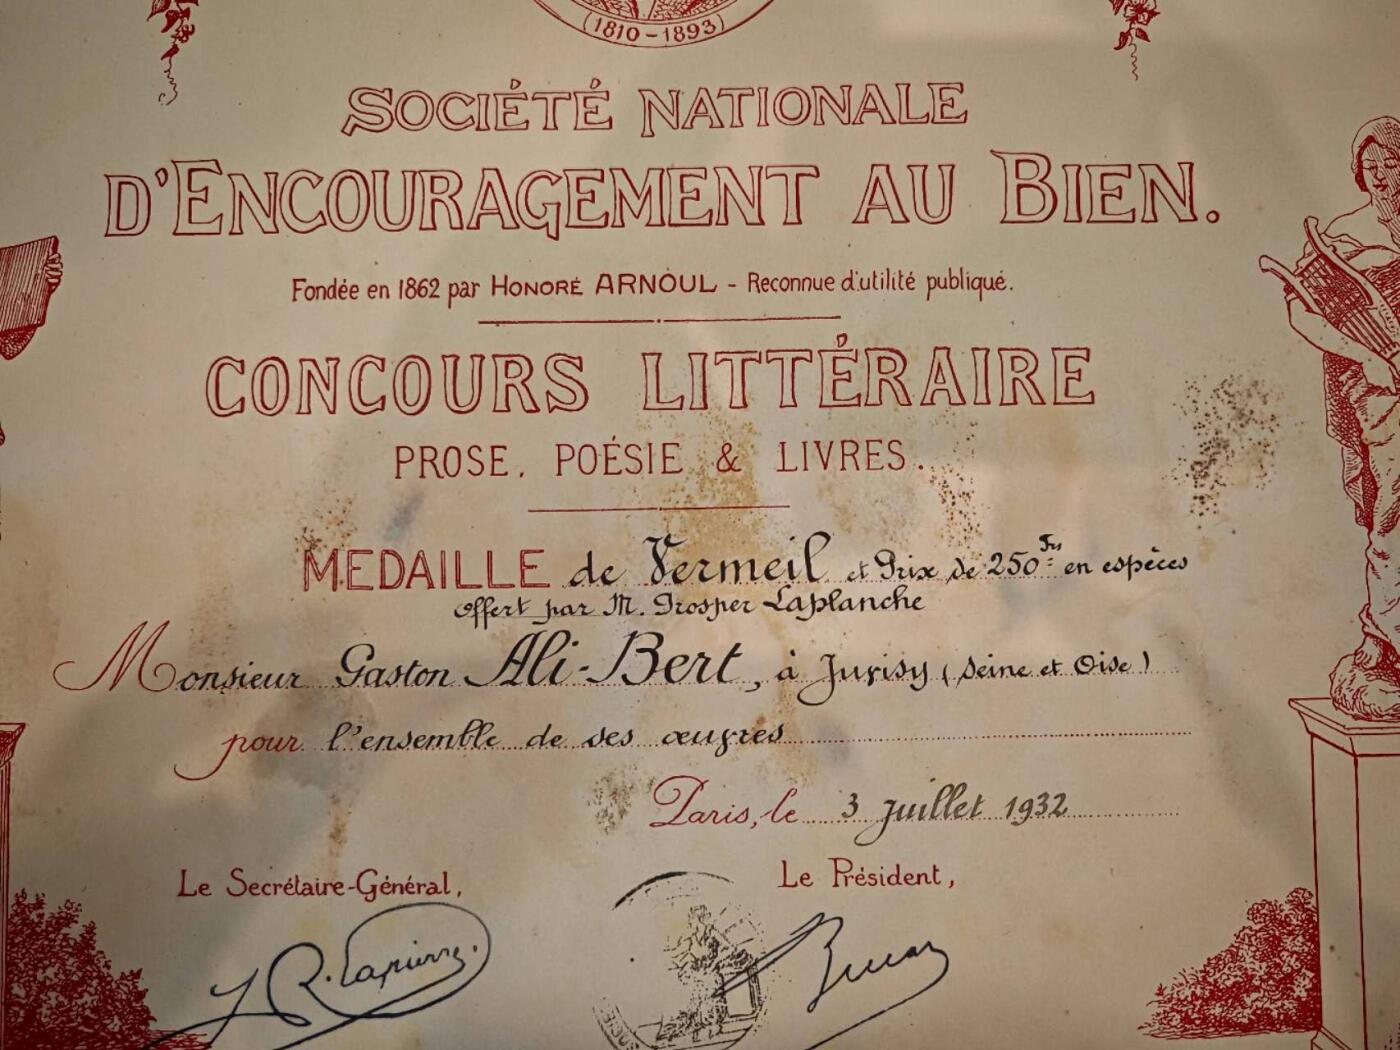 (1810-1893)
SOCIÉTÉ NATIONALE
D'ENCOURAGEMENT AU BIEN.
Fondée en 1862 par HONORÉ ARNOUL - Reconnue d'utilité publique.
CONCOURS LITTÉRAIRE
PROSE, POÉSIE & LIVRES.
MEDAILLE de Vermeil et Prix de 250 Frs en espèces
offert par M. Prosper Laplanche
Monsieur Gaston Ali-Bert, à Juvisy (Seine et Oise)
pour l'ensemble de ses œuvres
Paris, le 3 Juillet 1932
Le Secrétaire-Général,
Le Président,